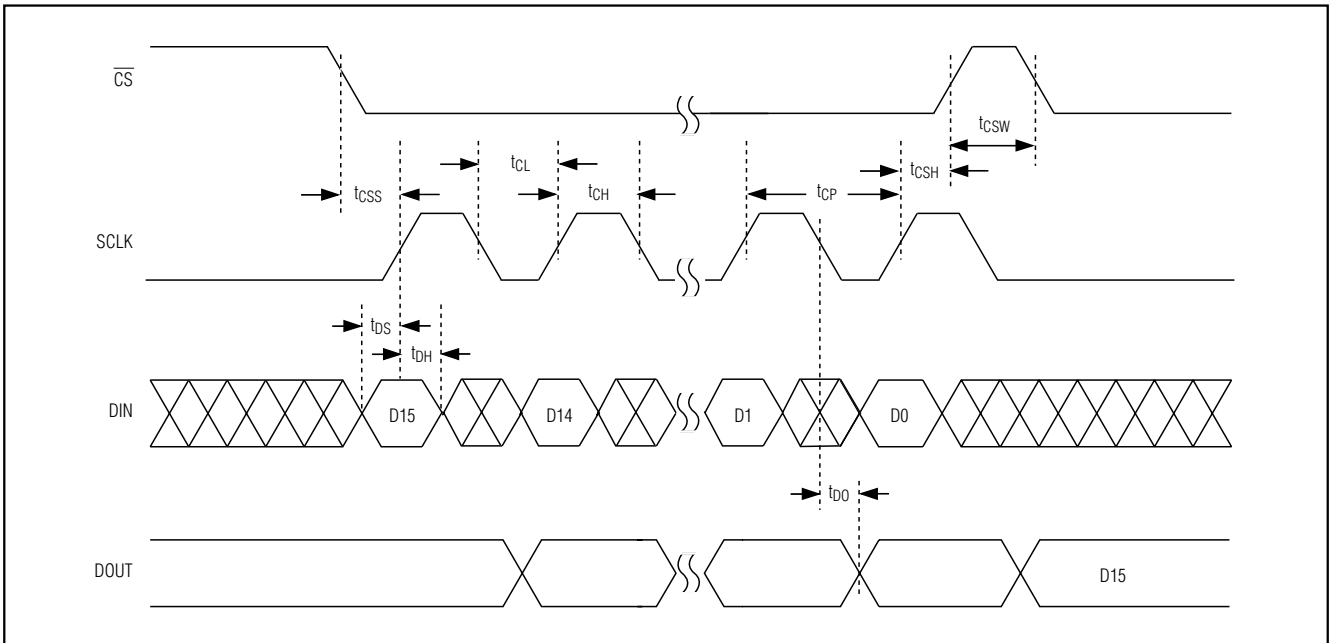 CS
tCSW
tCL
tCSH
tCH
tCP
tCSS
SCLK
tDS
tDH
DIN
D15
D14
D1
D0
tDO
DOUT
D15